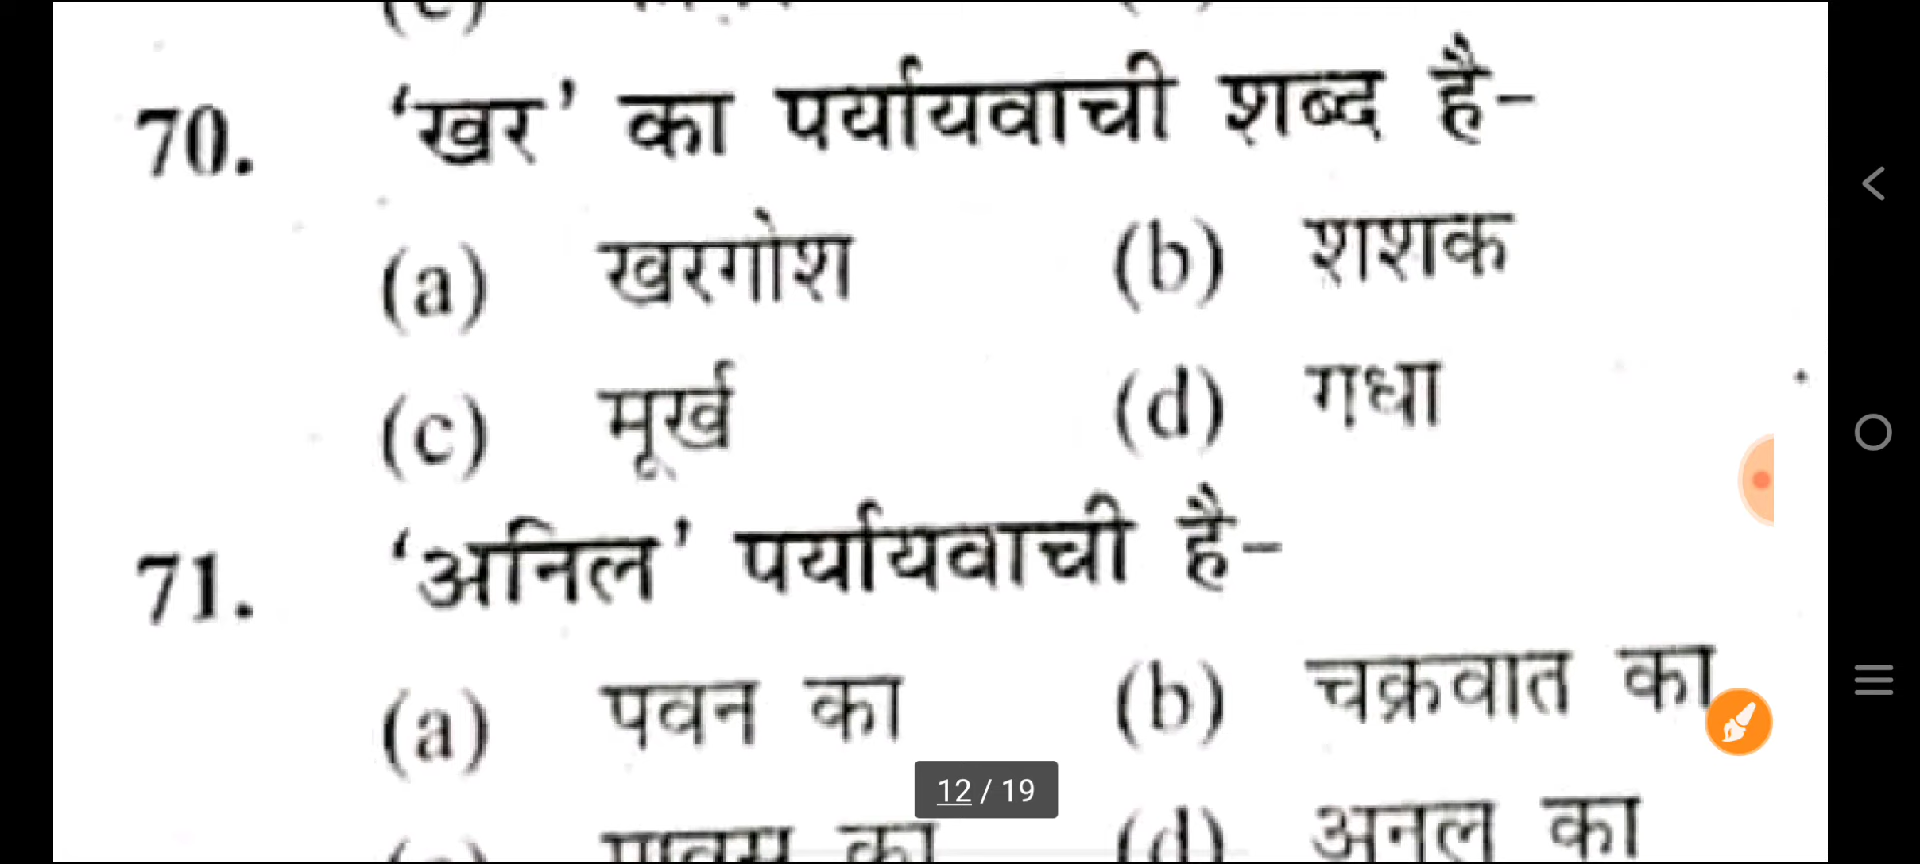 70. 'खर' का पर्यायवाची शब्द है-
(a) खरगोश (b) शशक
(c) मूर्ख (d) गधा
71. 'अनिल' पर्यायवाची है-
(a) पवन का (b) चक्रवात का
12 / 19
का (d) अनल का